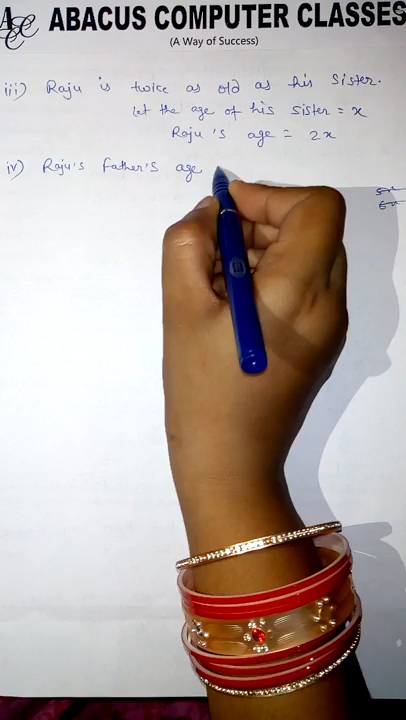 ACC
ABACUS COMPUTER CLASSES
(A Way of Success)
iii) Raju is twice as old as his Sister.
let the age of his sister = x
Raju's age = 2x
iv) Raju's Father's age